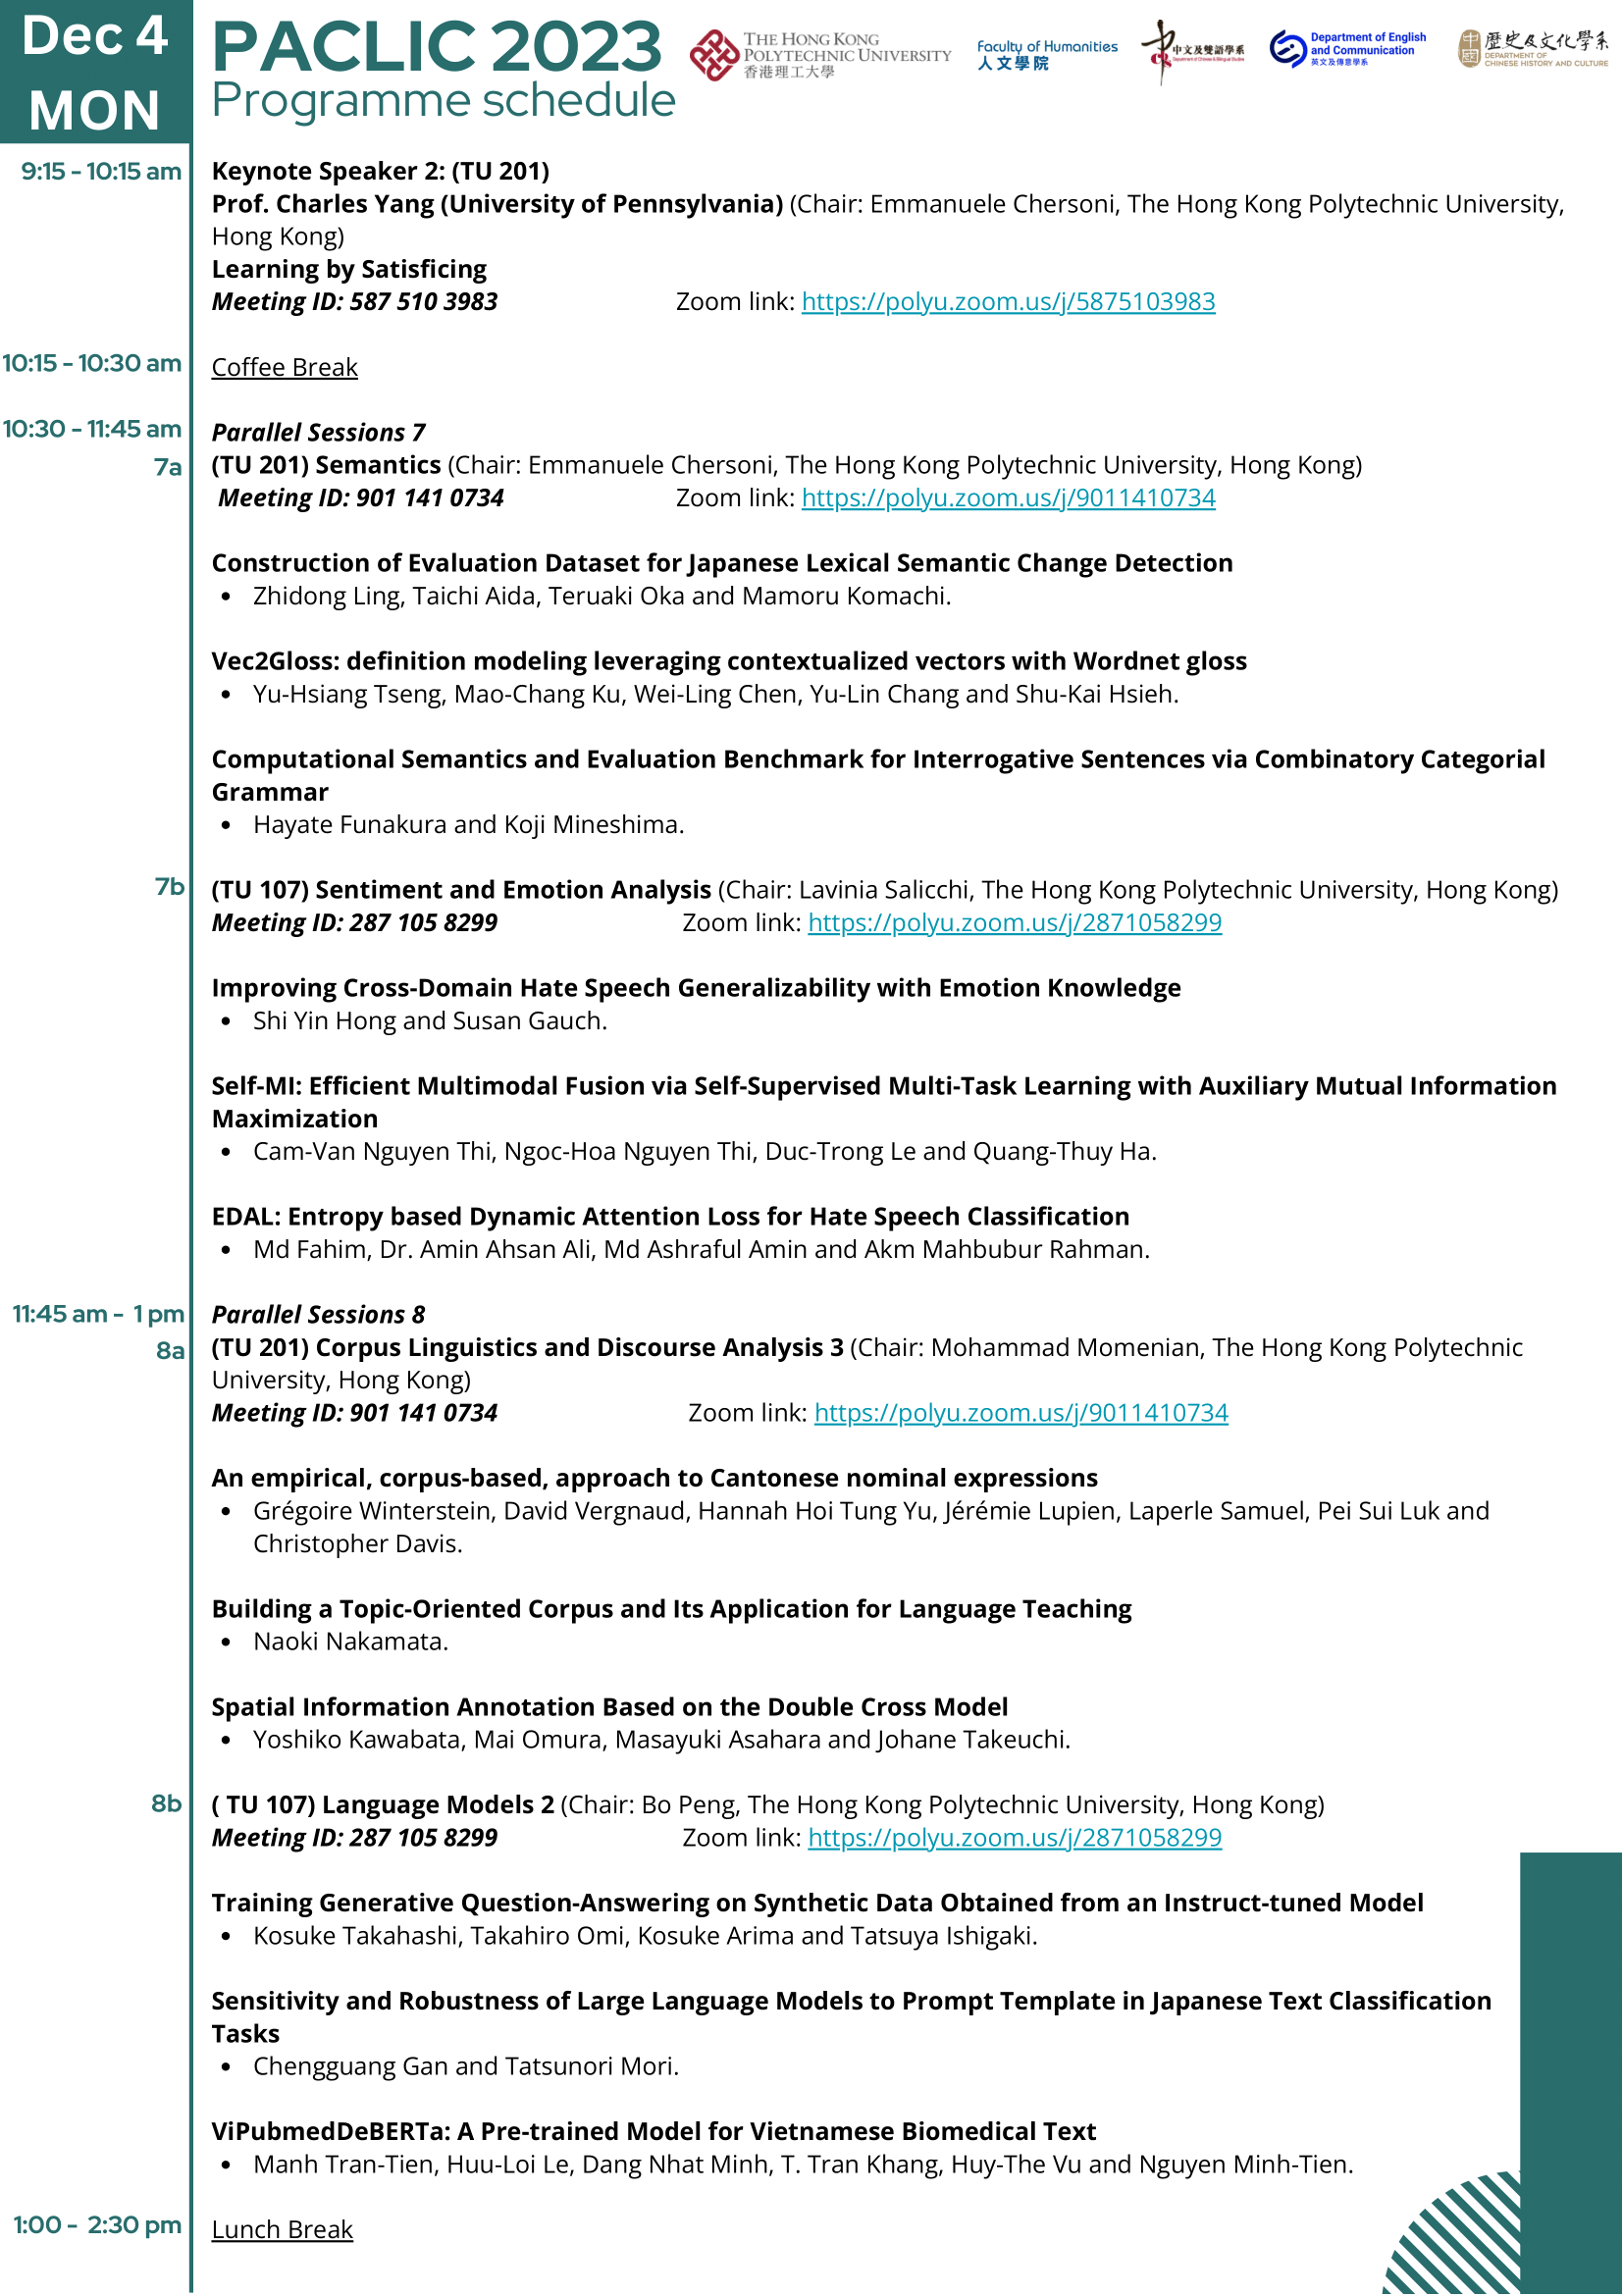 Dec 4
MON
PACLIC 2023
Programme schedule
THE HONG KONG
POLYTECHNIC UNIVERSITY
香港理工大學
Faculty of Humanities
人文學院
中文及雙語學系
Department of Chinese & Bilingual Studies
Department of English
and Communication
英文及傳意學系
中國
歷史及文化學系
DEPARTMENT OF
CHINESE HISTORY AND CULTURE
9:15 - 10:15 am
Keynote Speaker 2: (TU 201)
Prof. Charles Yang (University of Pennsylvania) (Chair: Emmanuele Chersoni, The Hong Kong Polytechnic University,
Hong Kong)
Learning by Satisficing
Meeting ID: 587 510 3983 Zoom link: https://polyu.zoom.us/j/5875103983
10:15 - 10:30 am
Coffee Break
10:30 - 11:45 am
Parallel Sessions 7
7a
(TU 201) Semantics (Chair: Emmanuele Chersoni, The Hong Kong Polytechnic University, Hong Kong)
Meeting ID: 901 141 0734 Zoom link: https://polyu.zoom.us/j/9011410734
Construction of Evaluation Dataset for Japanese Lexical Semantic Change Detection
• Zhidong Ling, Taichi Aida, Teruaki Oka and Mamoru Komachi.
Vec2Gloss: definition modeling leveraging contextualized vectors with Wordnet gloss
• Yu-Hsiang Tseng, Mao-Chang Ku, Wei-Ling Chen, Yu-Lin Chang and Shu-Kai Hsieh.
Computational Semantics and Evaluation Benchmark for Interrogative Sentences via Combinatory Categorial
Grammar
• Hayate Funakura and Koji Mineshima.
7b
(TU 107) Sentiment and Emotion Analysis (Chair: Lavinia Salicchi, The Hong Kong Polytechnic University, Hong Kong)
Meeting ID: 287 105 8299 Zoom link: https://polyu.zoom.us/j/2871058299
Improving Cross-Domain Hate Speech Generalizability with Emotion Knowledge
• Shi Yin Hong and Susan Gauch.
Self-MI: Efficient Multimodal Fusion via Self-Supervised Multi-Task Learning with Auxiliary Mutual Information
Maximization
• Cam-Van Nguyen Thi, Ngoc-Hoa Nguyen Thi, Duc-Trong Le and Quang-Thuy Ha.
EDAL: Entropy based Dynamic Attention Loss for Hate Speech Classification
• Md Fahim, Dr. Amin Ahsan Ali, Md Ashraful Amin and Akm Mahbubur Rahman.
11:45 am - 1 pm
Parallel Sessions 8
8a
(TU 201) Corpus Linguistics and Discourse Analysis 3 (Chair: Mohammad Momenian, The Hong Kong Polytechnic
University, Hong Kong)
Meeting ID: 901 141 0734 Zoom link: https://polyu.zoom.us/j/9011410734
An empirical, corpus-based, approach to Cantonese nominal expressions
• Grégoire Winterstein, David Vergnaud, Hannah Hoi Tung Yu, Jérémie Lupien, Laperle Samuel, Pei Sui Luk and
Christopher Davis.
Building a Topic-Oriented Corpus and Its Application for Language Teaching
• Naoki Nakamata.
Spatial Information Annotation Based on the Double Cross Model
• Yoshiko Kawabata, Mai Omura, Masayuki Asahara and Johane Takeuchi.
8b
( TU 107) Language Models 2 (Chair: Bo Peng, The Hong Kong Polytechnic University, Hong Kong)
Meeting ID: 287 105 8299 Zoom link: https://polyu.zoom.us/j/2871058299
Training Generative Question-Answering on Synthetic Data Obtained from an Instruct-tuned Model
• Kosuke Takahashi, Takahiro Omi, Kosuke Arima and Tatsuya Ishigaki.
Sensitivity and Robustness of Large Language Models to Prompt Template in Japanese Text Classification
Tasks
• Chengguang Gan and Tatsunori Mori.
ViPubmedDeBERTa: A Pre-trained Model for Vietnamese Biomedical Text
• Manh Tran-Tien, Huu-Loi Le, Dang Nhat Minh, T. Tran Khang, Huy-The Vu and Nguyen Minh-Tien.
1:00 - 2:30 pm
Lunch Break